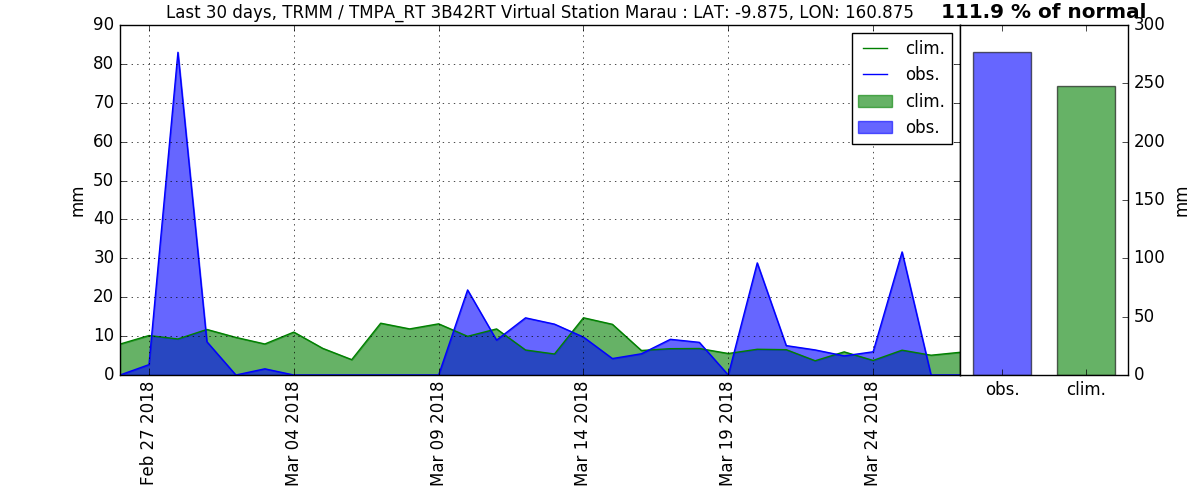 Last 30 days, TRMM / TMPA_RT 3B42RT Virtual Station Marau : LAT: -9.875, LON: 160.875
111.9 % of normal
90
80
70
60
50
40
30
20
10
0
mm
clim.
obs.
clim.
obs.
Feb 27 2018
Mar 04 2018
Mar 09 2018
Mar 14 2018
Mar 19 2018
Mar 24 2018
300
250
200
150
100
50
0
mm
obs.
clim.